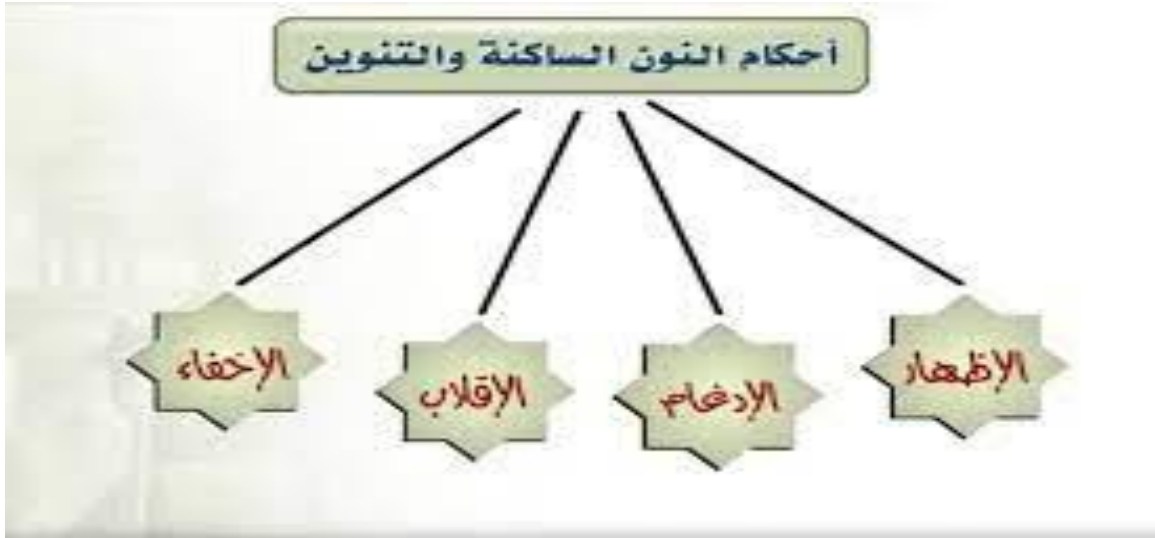 أحكام النون الساكنة والتنوين
الإظهار
الإدغام
الإقلاب
الإخفاء